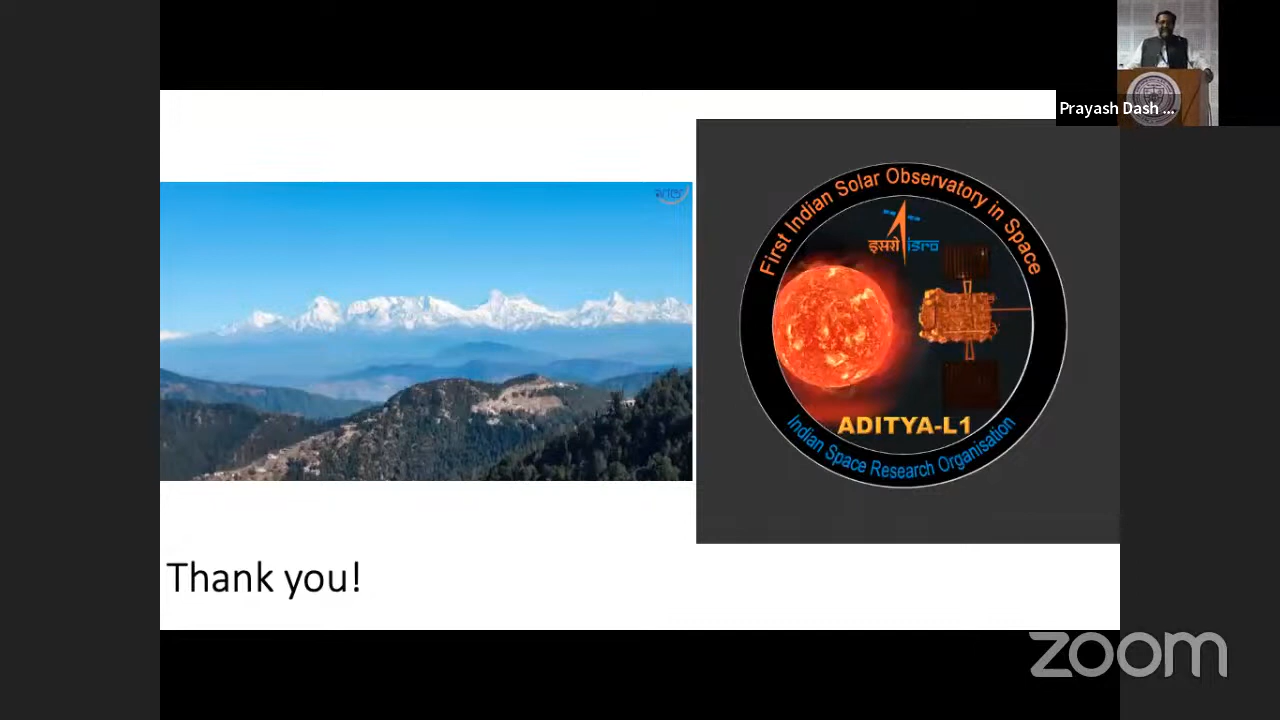 Prayash Dash ...
aries
First Indian Solar Observatory in Space
इसरो isro
ADITYA-L1
Indian Space Research Organisation
Thank you!
zoom